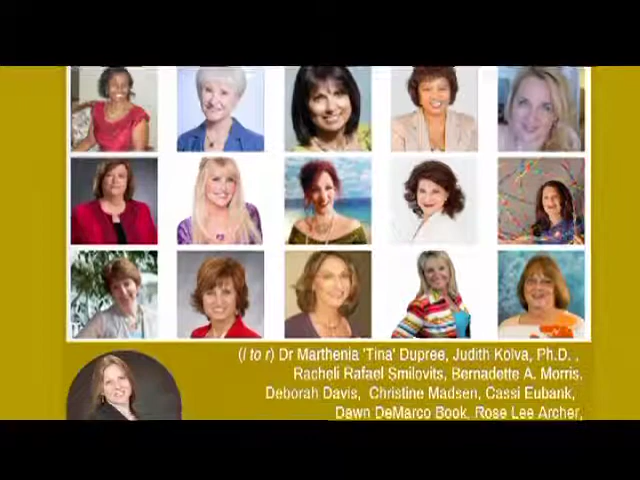 (l to r) Dr Marthenia 'Tina' Dupree, Judith Kolva, Ph.D. ,
Racheli Rafael Smilovits, Bernadette A. Morris,
Deborah Davis, Christine Madsen, Cassi Eubank,
Dawn DeMarco Book, Rose Lee Archer,